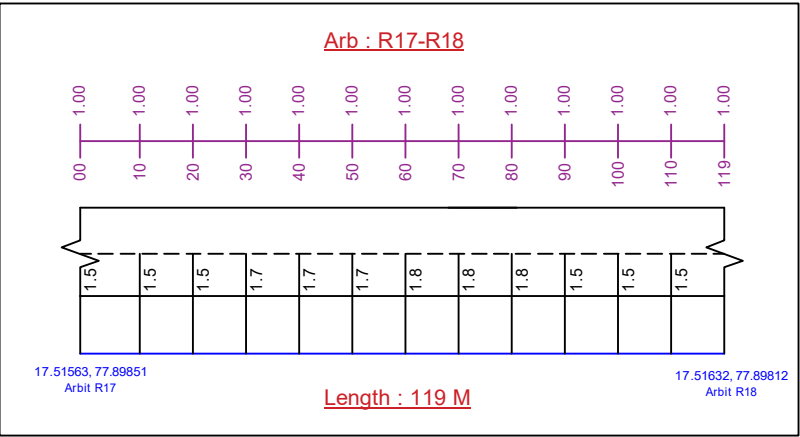 Arb : R17-R18
1.00 1.00 1.00 1.00 1.00 1.00 1.00 1.00 1.00 1.00 1.00 1.00 1.00
00 10 20 30 40 50 60 70 80 90 100 110 119
1.5 1.5 1.5 1.7 1.7 1.7 1.8 1.8 1.8 1.5 1.5 1.5
17.51563, 77.89851
Arbit R17
17.51632, 77.89812
Arbit R18
Length : 119 M